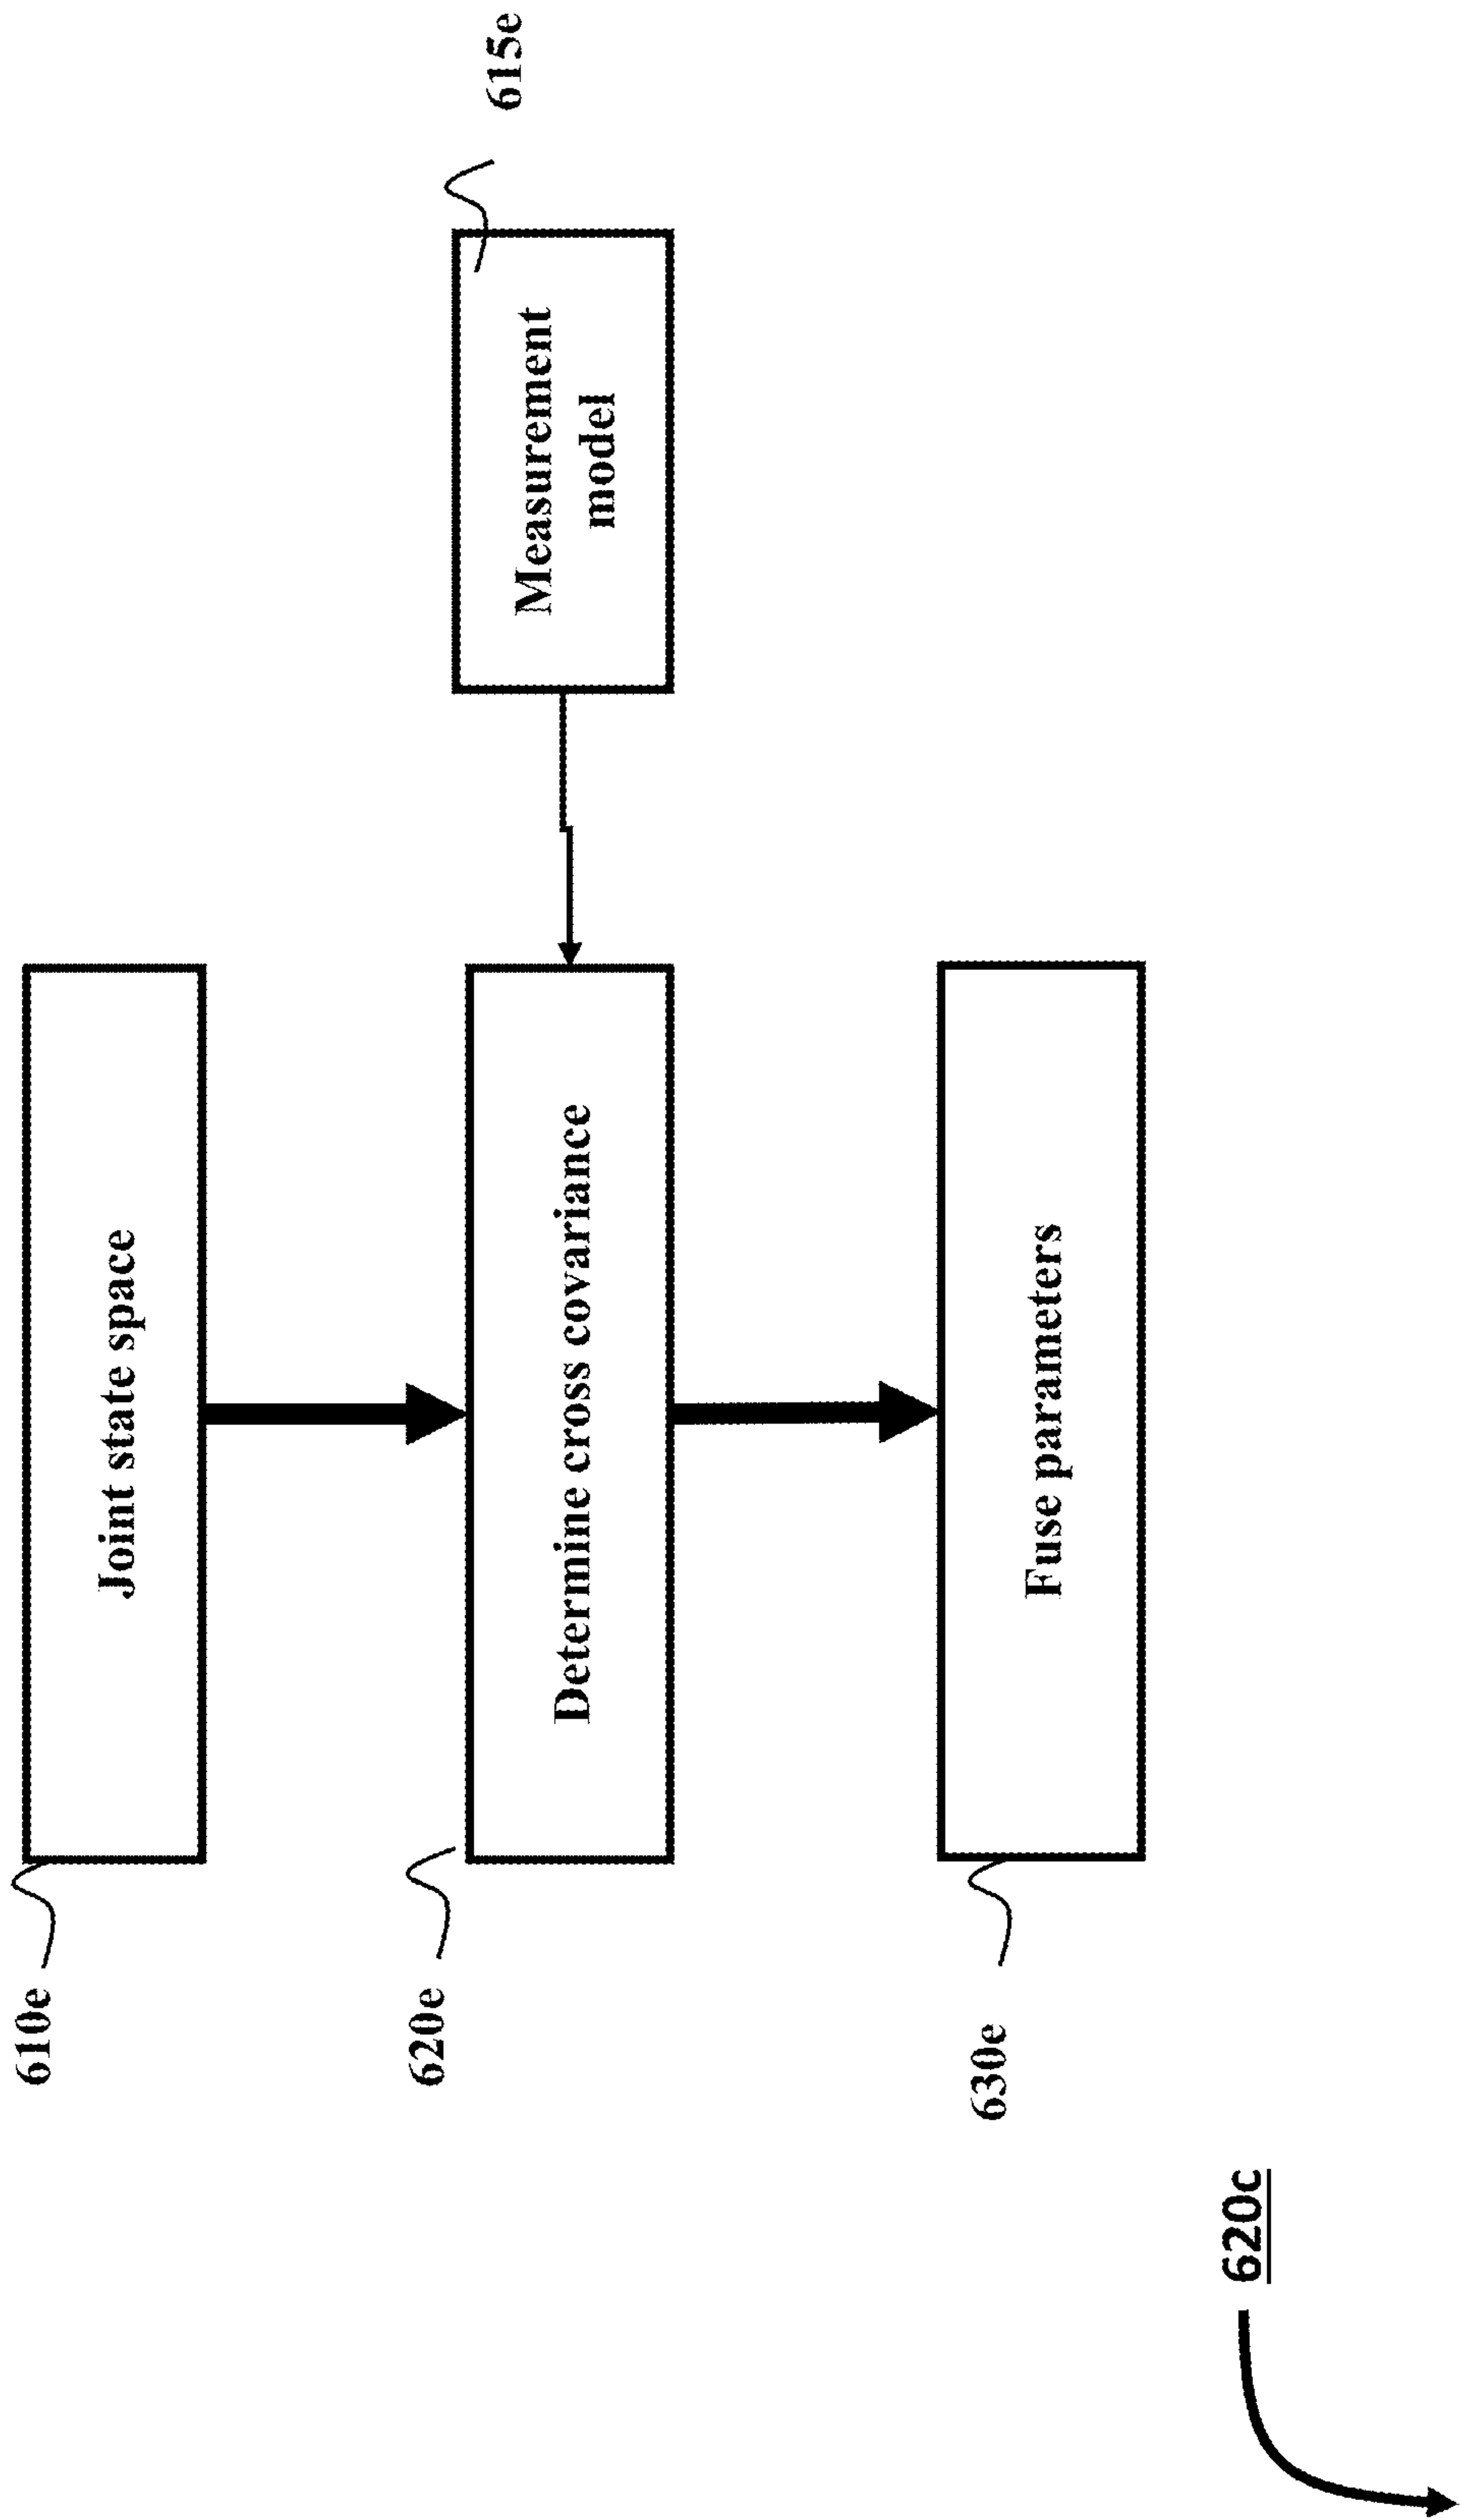 610e
Joint state space
615e
Measurement
model
620e
Determine cross covariance
630e
Fuse parameters
620c